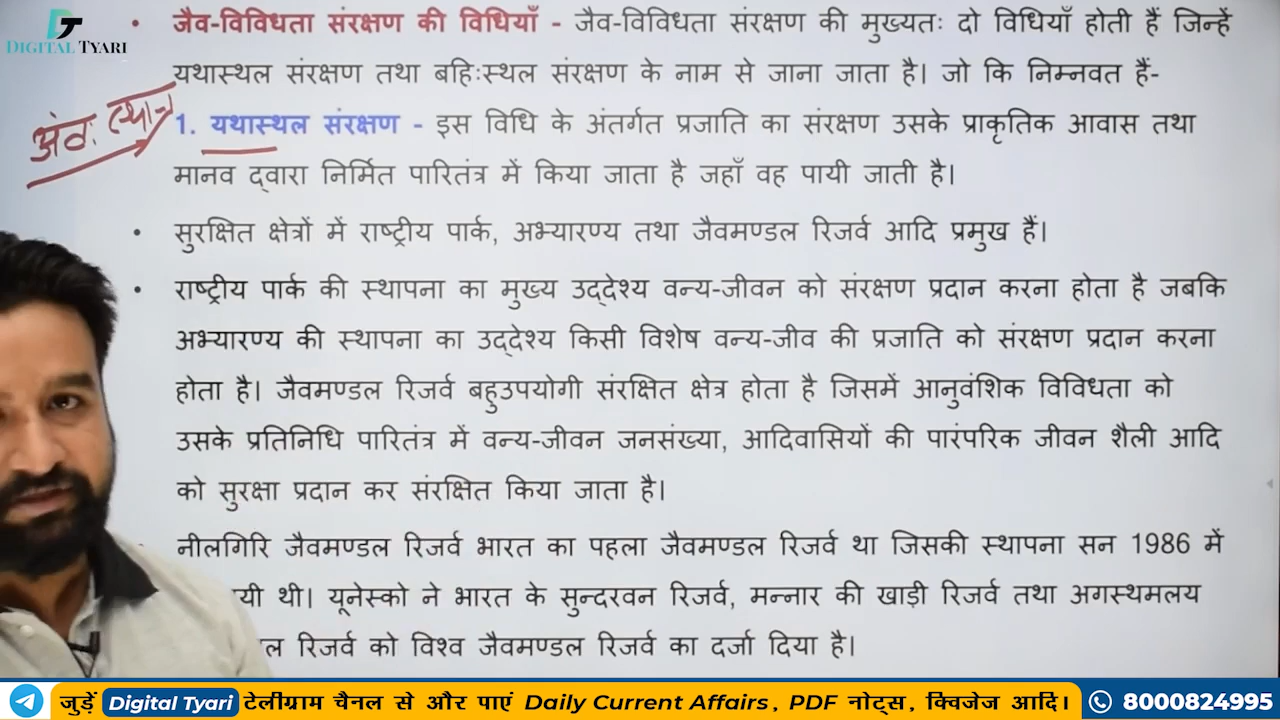 DIGITAL TYARI
• जैव-विविधता संरक्षण की विधियाँ - जैव-विविधता संरक्षण की मुख्यतः दो विधियाँ होती हैं जिन्हें
यथास्थल संरक्षण तथा बहिःस्थल संरक्षण के नाम से जाना जाता है। जो कि निम्नवत हैं-
1. यथास्थल संरक्षण - इस विधि के अंतर्गत प्रजाति का संरक्षण उसके प्राकृतिक आवास तथा
मानव द्वारा निर्मित पारितंत्र में किया जाता है जहाँ वह पायी जाती है।
• सुरक्षित क्षेत्रों में राष्ट्रीय पार्क, अभ्यारण्य तथा जैवमण्डल रिजर्व आदि प्रमुख हैं।
• राष्ट्रीय पार्क की स्थापना का मुख्य उद्देश्य वन्य-जीवन को संरक्षण प्रदान करना होता है जबकि
अभ्यारण्य की स्थापना का उद्देश्य किसी विशेष वन्य-जीव की प्रजाति को संरक्षण प्रदान करना
होता है। जैवमण्डल रिजर्व बहुउपयोगी संरक्षित क्षेत्र होता है जिसमें आनुवंशिक विविधता को
उसके प्रतिनिधि पारितंत्र में वन्य-जीवन जनसंख्या, आदिवासियों की पारंपरिक जीवन शैली आदि
को सुरक्षा प्रदान कर संरक्षित किया जाता है।
नीलगिरि जैवमण्डल रिजर्व भारत का पहला जैवमण्डल रिजर्व था जिसकी स्थापना सन 1986 में
यी थी। यूनेस्को ने भारत के सुन्दरवन रिजर्व, मन्नार की खाड़ी रिजर्व तथा अगस्थमलय
ल रिजर्व को विश्व जैवमण्डल रिजर्व का दर्जा दिया है।
जुड़ें Digital Tyari टेलीग्राम चैनल से और पाएं Daily Current Affairs, PDF नोट्स, क्विजेज आदि। 8000824995